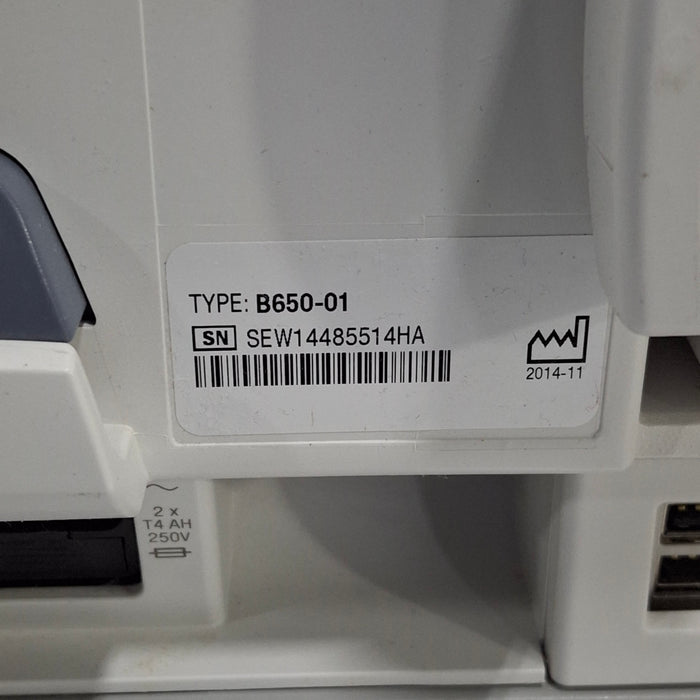 TYPE: B650-01
SN SEW14485514HA
2014-11
2 x
T4 AH
250V